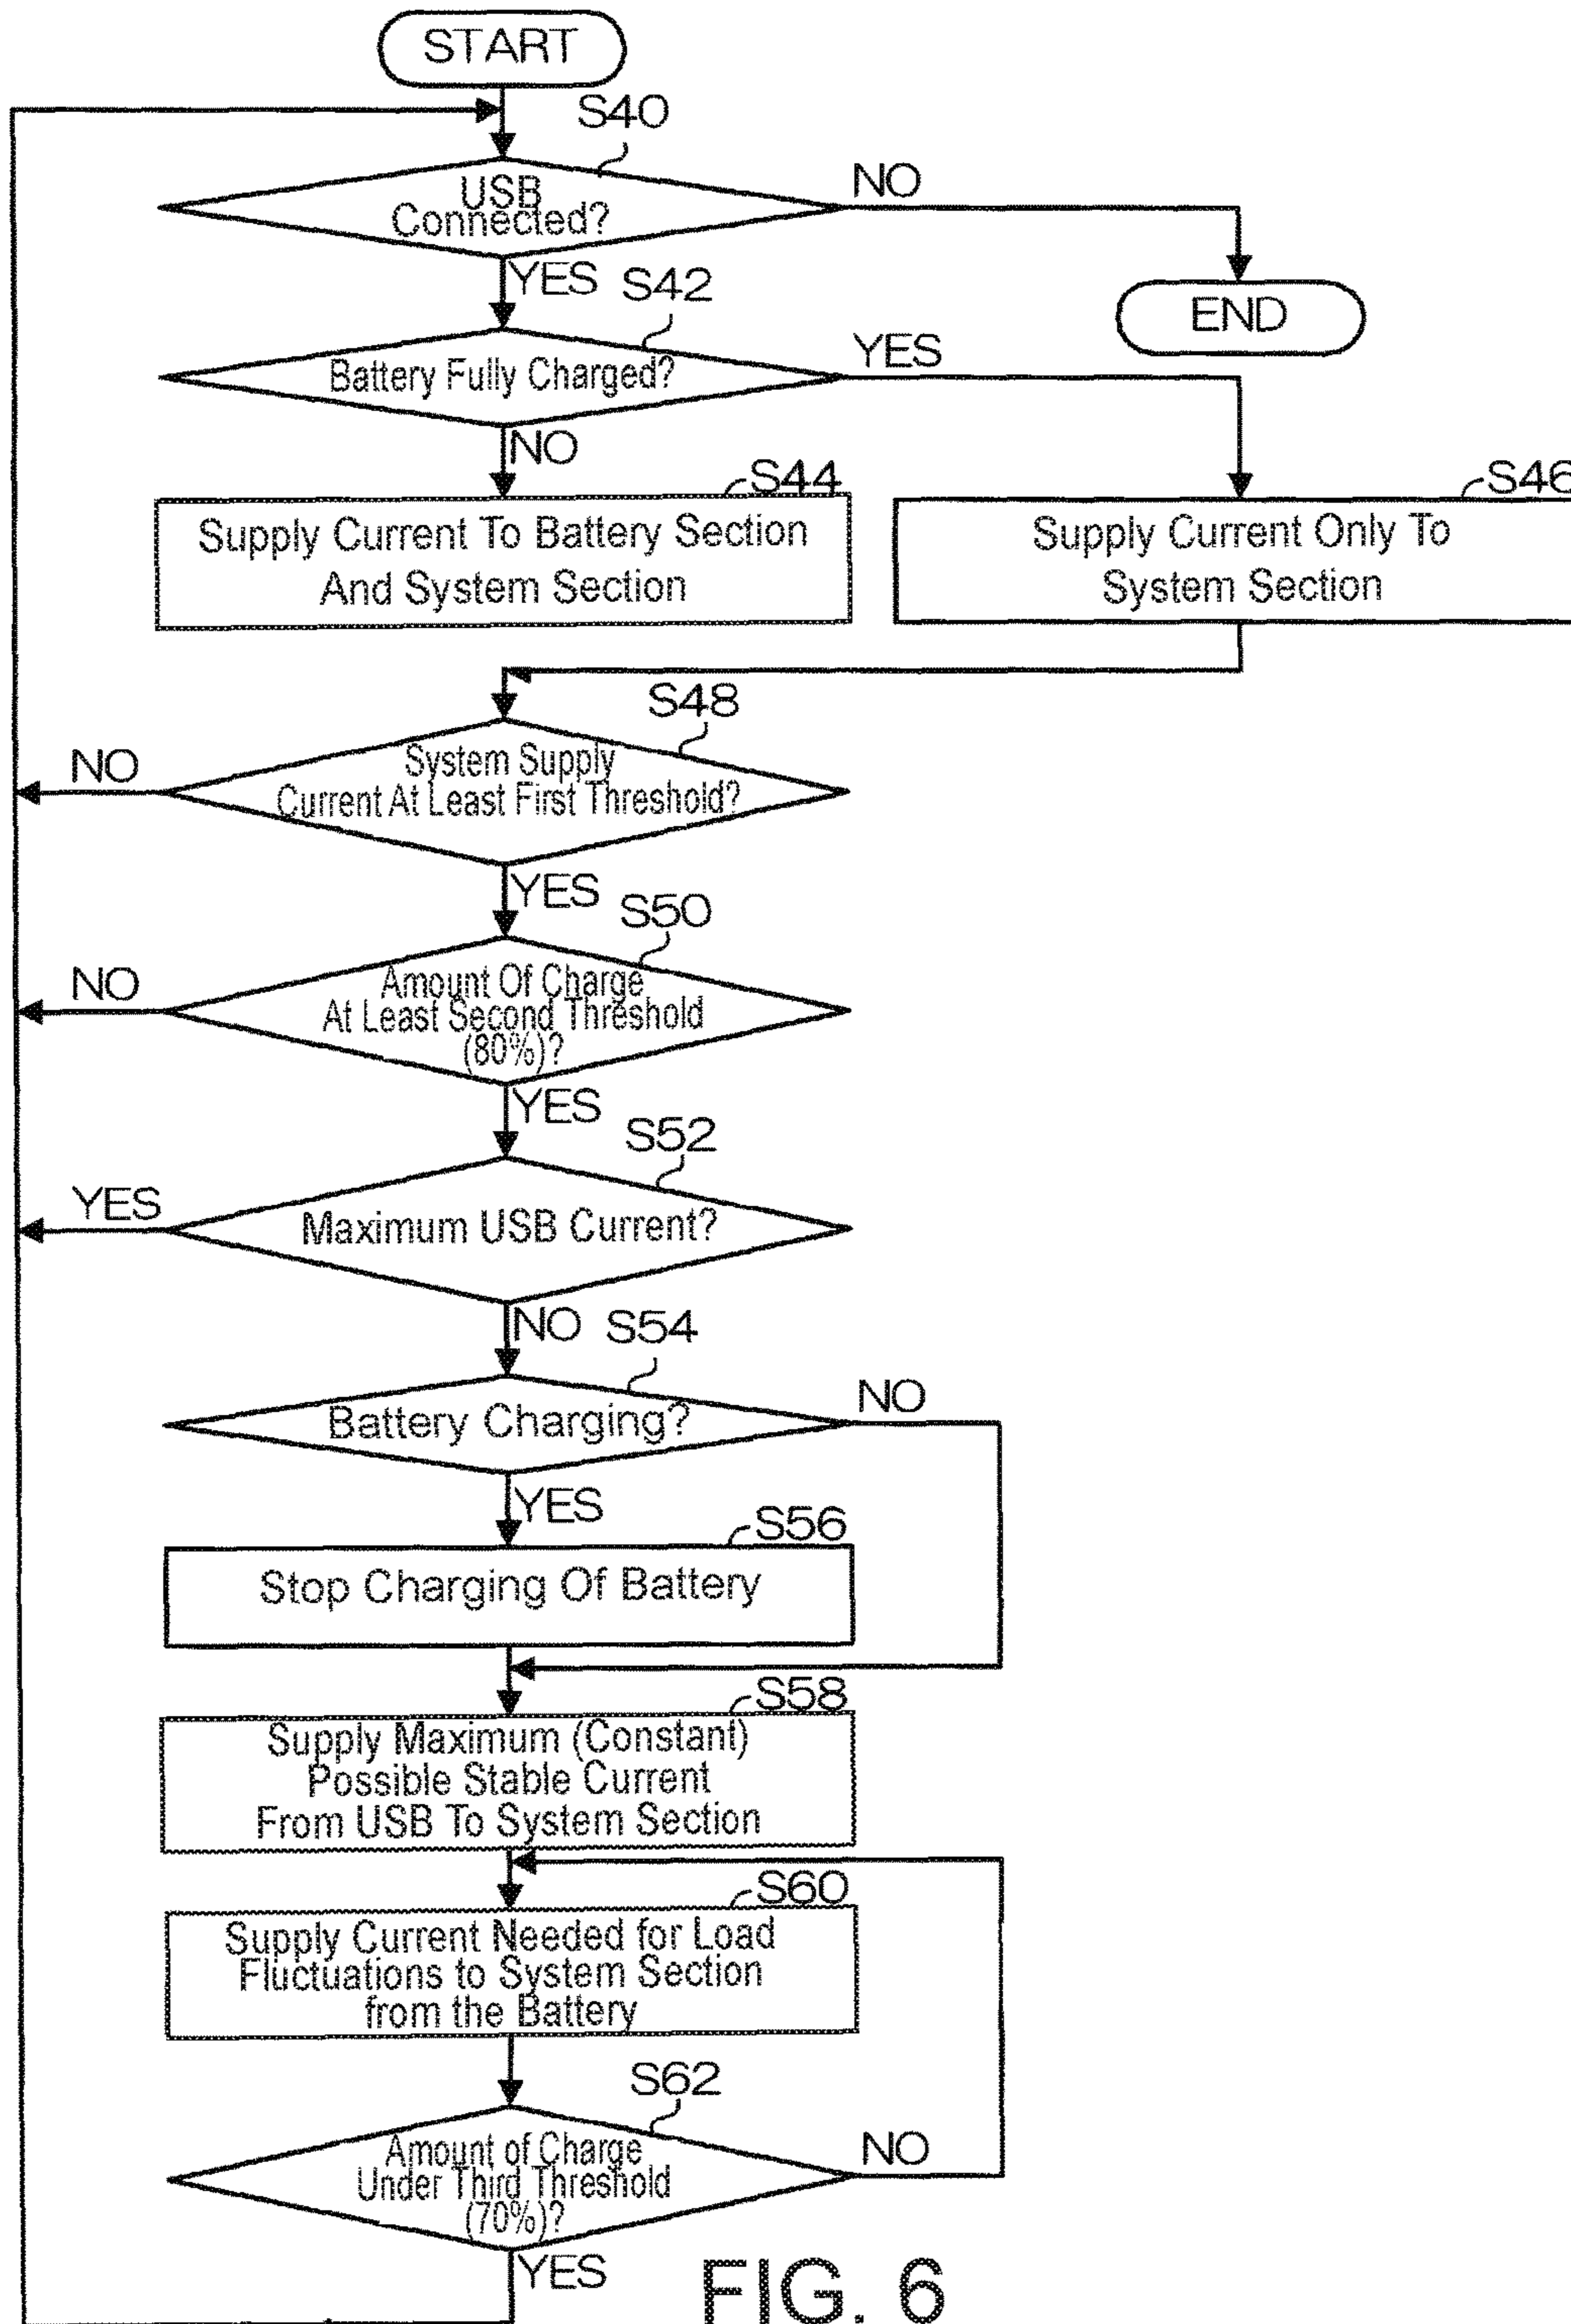 START
S40
USB
Connected?
NO
YES
S42
END
Battery Fully Charged?
YES
NO
S44
S46
Supply Current To Battery Section
And System Section
Supply Current Only To
System Section
S48
System Supply
Current At Least First Threshold?
NO
YES
S50
Amount Of Charge
At Least Second Threshold
(80%)?
NO
YES
S52
Maximum USB Current?
YES
NO
S54
Battery Charging?
NO
YES
S56
Stop Charging Of Battery
S58
Supply Maximum (Constant)
Possible Stable Current
From USB To System Section
S60
Supply Current Needed for Load
Fluctuations to System Section
from the Battery
S62
Amount of Charge
Under Third Threshold
(70%)?
NO
YES
FIG. 6